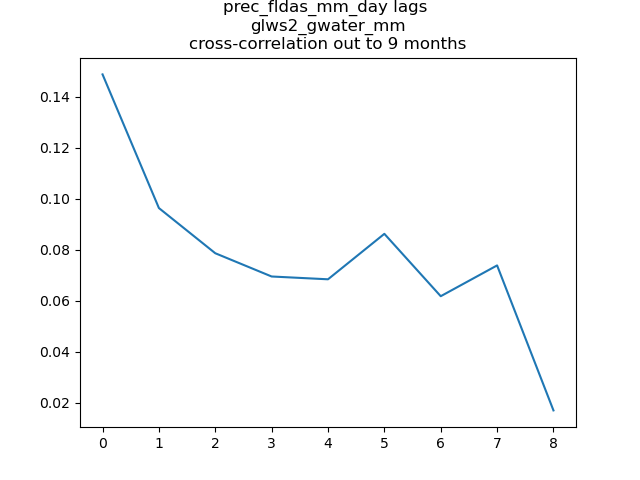 prec_fldas_mm_day lags
glws2_gwater_mm
cross-correlation out to 9 months
0.14
0.12
0.10
0.08
0.06
0.04
0.02
0 1 2 3 4 5 6 7 8